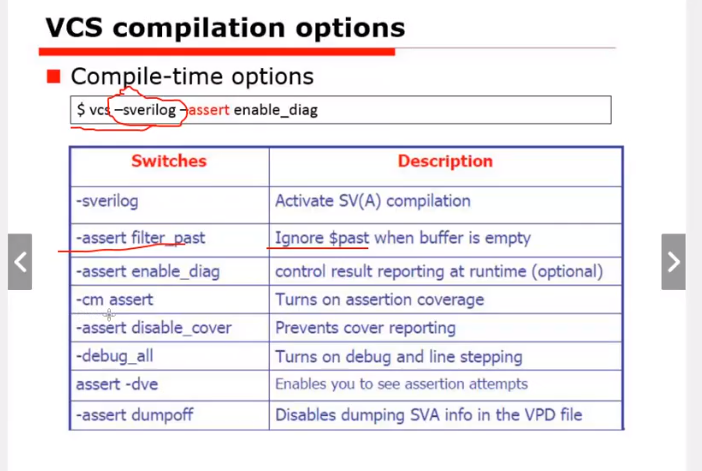 VCS compilation options
Compile-time options
$ vcs –sverilog –assert enable_diag
Switches Description
-sverilog Activate SV(A) compilation
-assert filter_past Ignore $past when buffer is empty
-assert enable_diag control result reporting at runtime (optional)
-cm assert Turns on assertion coverage
-assert disable_cover Prevents cover reporting
-debug_all Turns on debug and line stepping
assert -dve Enables you to see assertion attempts
-assert dumpoff Disables dumping SVA info in the VPD file